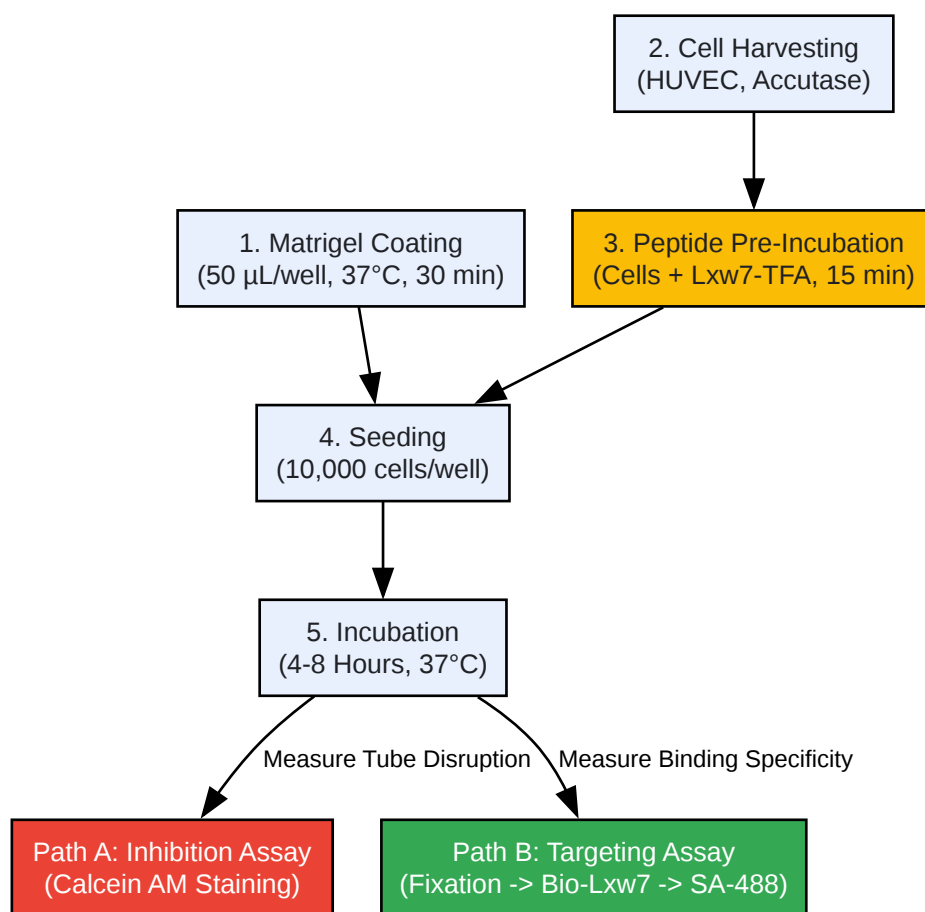 2. Cell Harvesting
(HUVEC, Accutase)
1. Matrigel Coating
(50 µL/well, 37°C, 30 min)
3. Peptide Pre-Incubation
(Cells + Lxw7-TFA, 15 min)
4. Seeding
(10,000 cells/well)
5. Incubation
(4-8 Hours, 37°C)
Measure Tube Disruption
Measure Binding Specificity
Path A: Inhibition Assay
(Calcein AM Staining)
Path B: Targeting Assay
(Fixation -> Bio-Lxw7 -> SA-488)